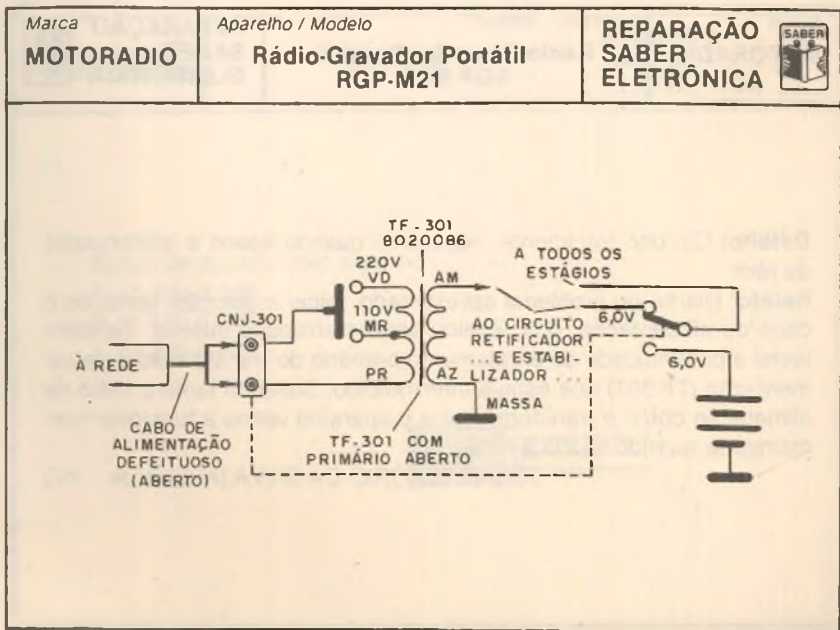 Marca
MOTORADIO
Aparelho / Modelo
Rádio-Gravador Portátil
RGP-M21
REPARAÇÃO
SABER
ELETRÔNICA
SABER
TF-301
8020086
220V
VD
110V
MR
PR
AM
AZ
CNJ-301
À REDE
CABO DE
ALIMENTAÇÃO
DEFEITUOSO
(ABERTO)
A TODOS OS
ESTÁGIOS
6,0V
AO CIRCUITO
RETIFICADOR
E ESTABI-
LIZADOR
6,0V
MASSA
TF-301 COM
PRIMÁRIO ABERTO